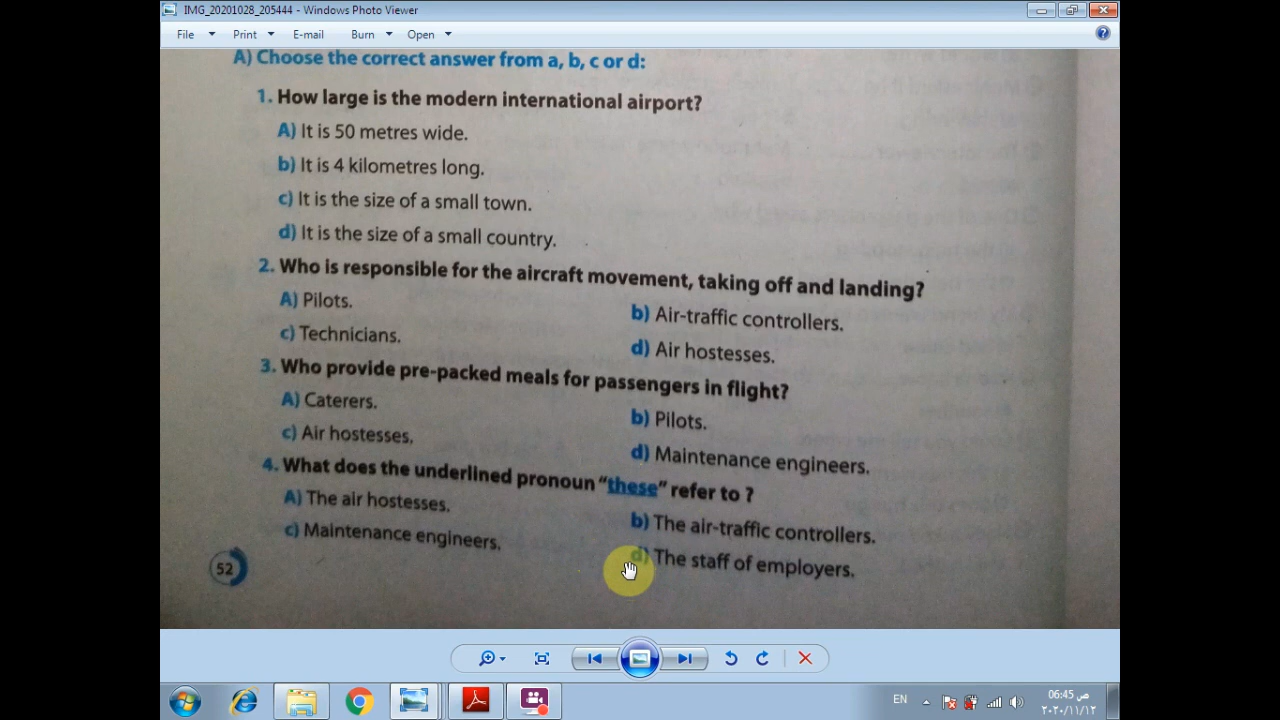 IMG_20201028_205444 - Windows Photo Viewer
File Print E-mail Burn Open
A) Choose the correct answer from a, b, c or d:
1. How large is the modern international airport?
A) It is 50 metres wide.
b) It is 4 kilometres long.
c) It is the size of a small town.
d) It is the size of a small country.
2. Who is responsible for the aircraft movement, taking off and landing?
A) Pilots.
b) Air-traffic controllers.
c) Technicians.
d) Air hostesses.
3. Who provide pre-packed meals for passengers in flight?
A) Caterers.
b) Pilots.
c) Air hostesses.
d) Maintenance engineers.
4. What does the underlined pronoun "these" refer to ?
A) The air hostesses.
b) The air-traffic controllers.
c) Maintenance engineers.
d) The staff of employers.
52
EN
06:45 ص
٢٠٢٠/١١/١٢